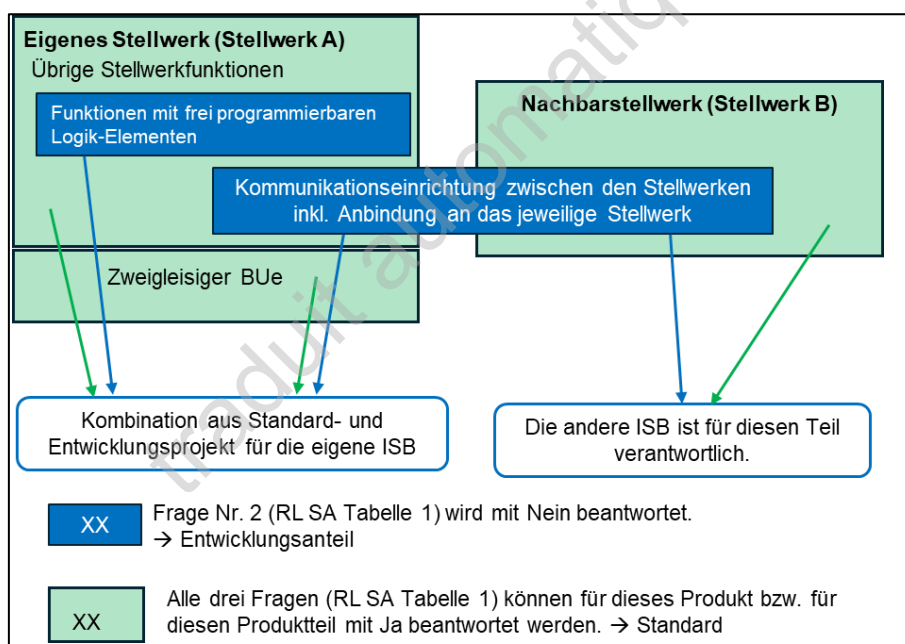 Eigenes Stellwerk (Stellwerk A)
Übrige Stellwerkfunktionen
Funktionen mit frei programmierbaren
Logik-Elementen
Nachbarstellwerk (Stellwerk B)
Kommunikationseinrichtung zwischen den Stellwerken
inkl. Anbindung an das jeweilige Stellwerk
Zweigleisiger BUe
Kombination aus Standard- und
Entwicklungsprojekt für die eigene ISB
Die andere ISB ist für diesen Teil
verantwortlich.
XX
Frage Nr. 2 (RL SA Tabelle 1) wird mit Nein beantwortet.
→ Entwicklungsanteil
XX
Alle drei Fragen (RL SA Tabelle 1) können für dieses Produkt bzw. für
diesen Produktteil mit Ja beantwortet werden. → Standard
traduit automatiq